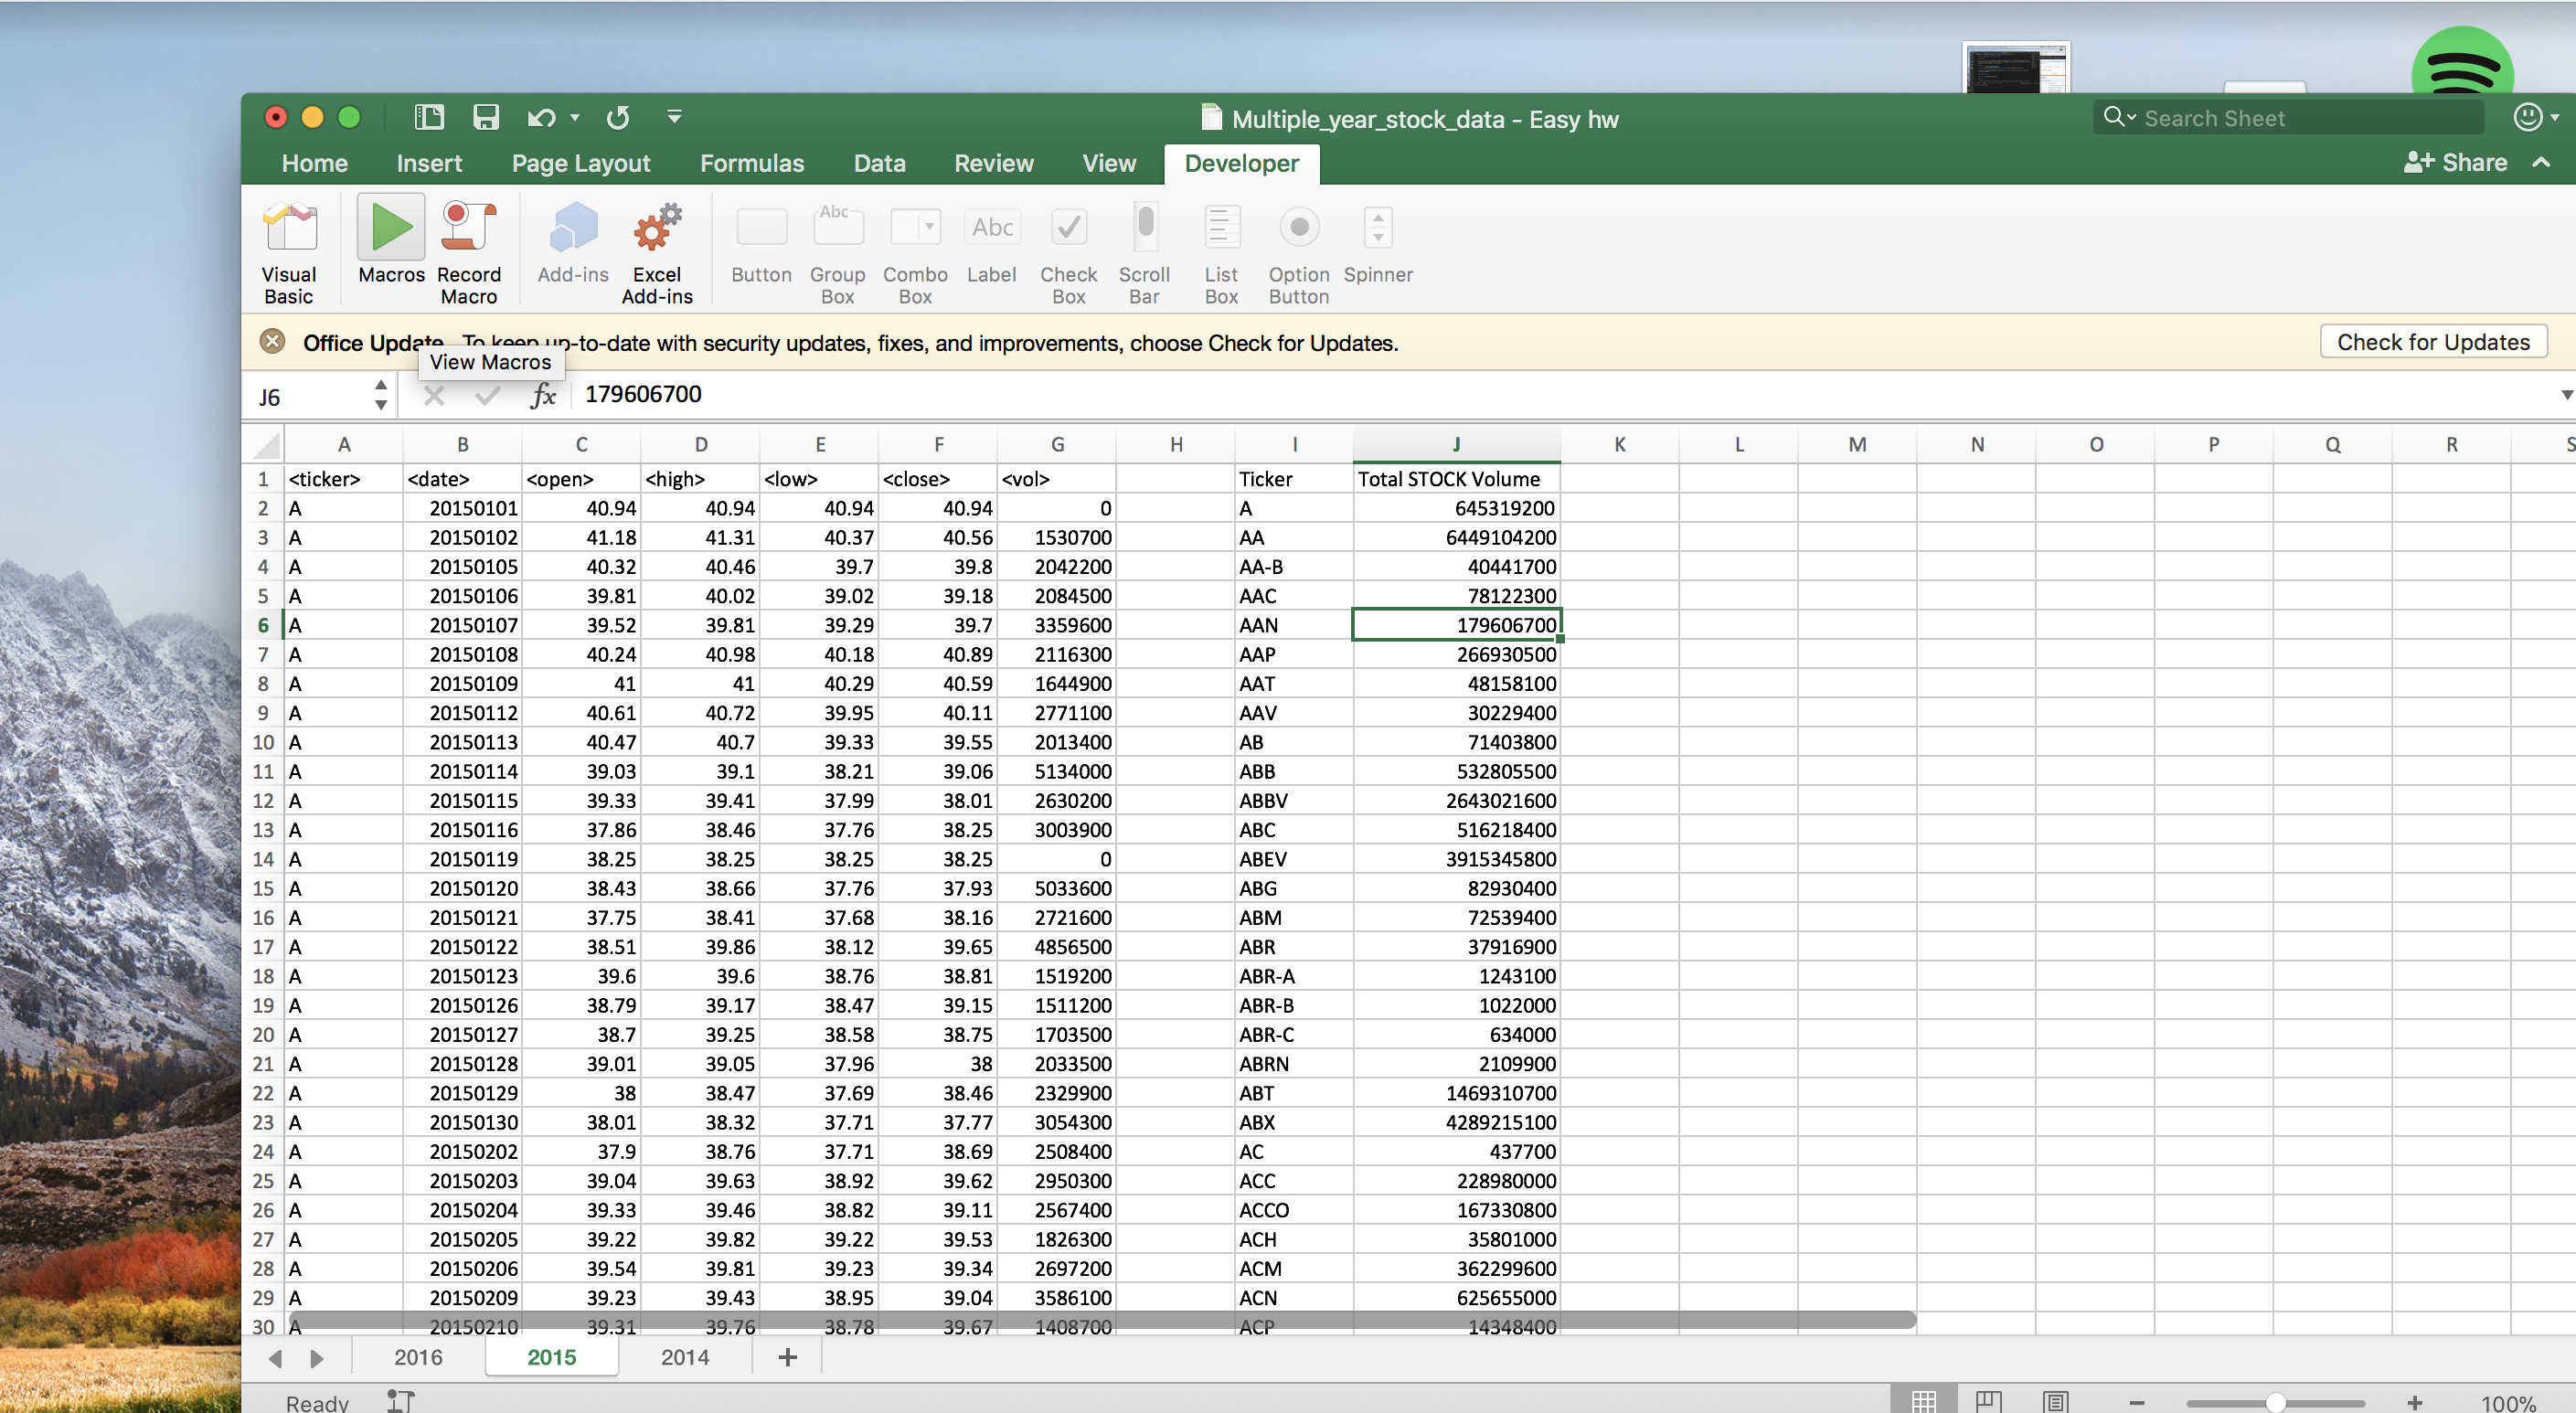 Multiple_year_stock_data - Easy hw
Search Sheet
Home Insert Page Layout Formulas Data Review View Developer
Share
Visual Basic
Macros
Record Macro
Add-ins
Excel Add-ins
Button
Group Box
Combo Box
Label
Check Box
Scroll Bar
List Box
Option Button
Spinner
Abc
Abc
Office Update To keep up-to-date with security updates, fixes, and improvements, choose Check for Updates.
Check for Updates
View Macros
J6 fx 179606700
A B C D E F G H I J K L M N O P Q R S
1 <ticker> <date> <open> <high> <low> <close> <vol> Ticker Total STOCK Volume
2 A 20150101 40.94 40.94 40.94 40.94 0 A 645319200
3 A 20150102 41.18 41.31 40.37 40.56 1530700 AA 6449104200
4 A 20150105 40.32 40.46 39.7 39.8 2042200 AA-B 40441700
5 A 20150106 39.81 40.02 39.02 39.18 2084500 AAC 78122300
6 A 20150107 39.52 39.81 39.29 39.7 3359600 AAN 179606700
7 A 20150108 40.24 40.98 40.18 40.89 2116300 AAP 266930500
8 A 20150109 41 41 40.29 40.59 1644900 AAT 48158100
9 A 20150112 40.61 40.72 39.95 40.11 2771100 AAV 30229400
10 A 20150113 40.47 40.7 39.33 39.55 2013400 AB 71403800
11 A 20150114 39.03 39.1 38.21 39.06 5134000 ABB 532805500
12 A 20150115 39.33 39.41 37.99 38.01 2630200 ABBV 2643021600
13 A 20150116 37.86 38.46 37.76 38.25 3003900 ABC 516218400
14 A 20150119 38.25 38.25 38.25 38.25 0 ABEV 3915345800
15 A 20150120 38.43 38.66 37.76 37.93 5033600 ABG 82930400
16 A 20150121 37.75 38.41 37.68 38.16 2721600 ABM 72539400
17 A 20150122 38.51 39.86 38.12 39.65 4856500 ABR 37916900
18 A 20150123 39.6 39.6 38.76 38.81 1519200 ABR-A 1243100
19 A 20150126 38.79 39.17 38.47 39.15 1511200 ABR-B 1022000
20 A 20150127 38.7 39.25 38.58 38.75 1703500 ABR-C 634000
21 A 20150128 39.01 39.05 37.96 38 2033500 ABRN 2109900
22 A 20150129 38 38.47 37.69 38.46 2329900 ABT 1469310700
23 A 20150130 38.01 38.32 37.71 37.77 3054300 ABX 4289215100
24 A 20150202 37.9 38.76 37.71 38.69 2508400 AC 437700
25 A 20150203 39.04 39.63 38.92 39.62 2950300 ACC 228980000
26 A 20150204 39.33 39.46 38.82 39.11 2567400 ACCO 167330800
27 A 20150205 39.22 39.82 39.22 39.53 1826300 ACH 35801000
28 A 20150206 39.54 39.81 39.23 39.34 2697200 ACM 362299600
29 A 20150209 39.23 39.43 38.95 39.04 3586100 ACN 625655000
30 A 20150210 39.31 39.76 38.78 39.67 1408700 ACP 14348400
2016 2015 2014
Ready 100%